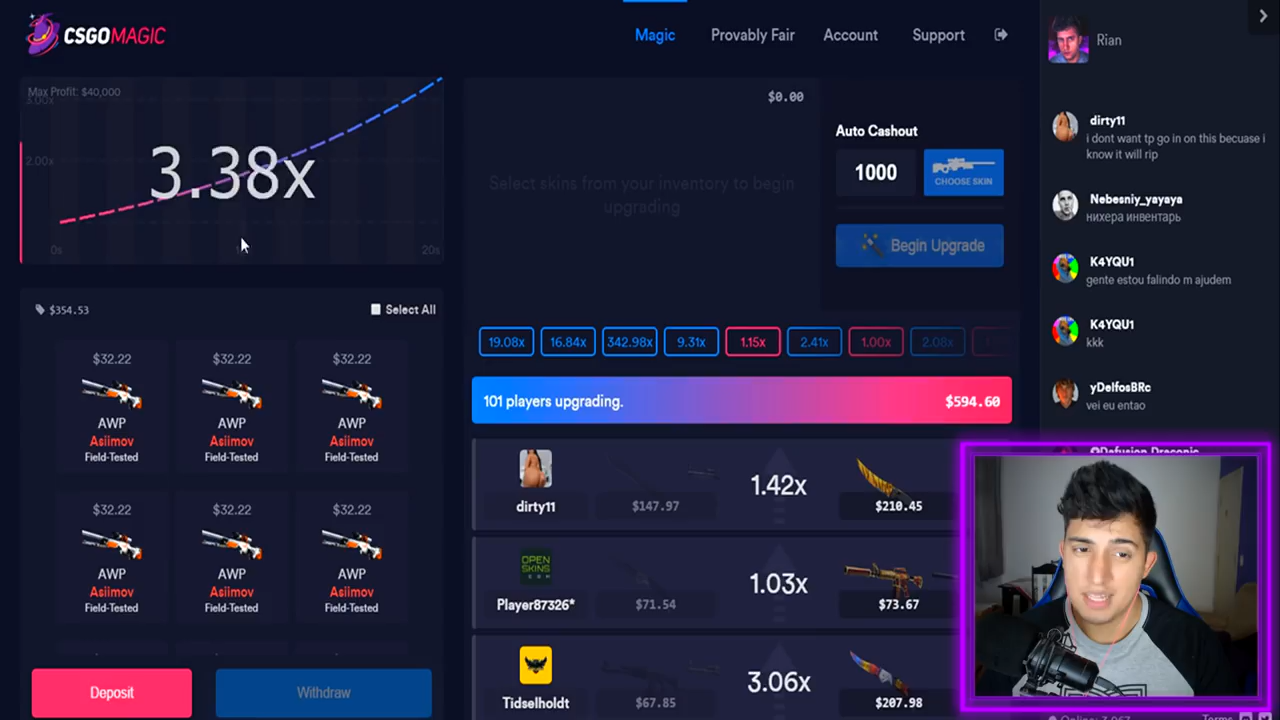 CSGOMAGIC
Magic
Provably Fair
Account
Support
Rian
Max Profit: $40,000
3.00x
2.00x
3.38x
0s
20s
$0.00
Select skins from your inventory to begin
upgrading
Auto Cashout
1000
CHOOSE SKIN
Begin Upgrade
dirty11
i dont want tp go in on this becuase i
know it will rip
Nebesniy_yayaya
нихера инвентарь
K4YQU1
gente estou falindo m ajudem
K4YQU1
kkk
yDelfosBRc
vei eu entao
$354.53
Select All
19.08x
16.84x
342.98x
9.31x
1.15x
2.41x
1.00x
2.08x
101 players upgrading.
$594.60
$32.22
$32.22
$32.22
AWP
AWP
AWP
Asiimov
Asiimov
Asiimov
Field-Tested
Field-Tested
Field-Tested
$32.22
$32.22
$32.22
AWP
AWP
AWP
Asiimov
Asiimov
Asiimov
Field-Tested
Field-Tested
Field-Tested
dirty11
$147.97
1.42x
$210.45
OPEN
SKINS
COM
Player87326*
$71.54
1.03x
$73.67
Tidselholdt
$67.85
3.06x
$207.98
Deposit
Withdraw
Online: 3,067
Terms